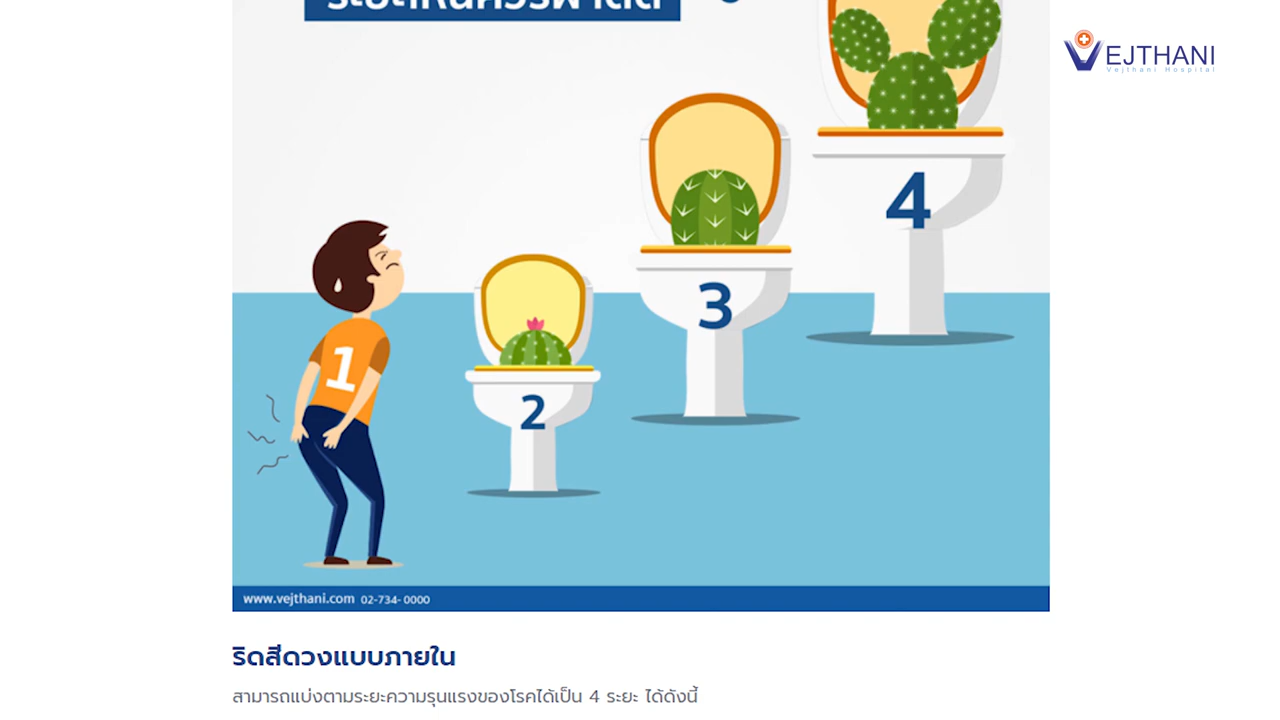 VEJTHANI
Vejthani Hospital
4
3
1
2
www.vejthani.com 02-734-0000
ริดสีดวงแบบภายใน
สามารถแบ่งตามระยะความรุนแรงของโรคได้เป็น 4 ระยะ ได้ดังนี้